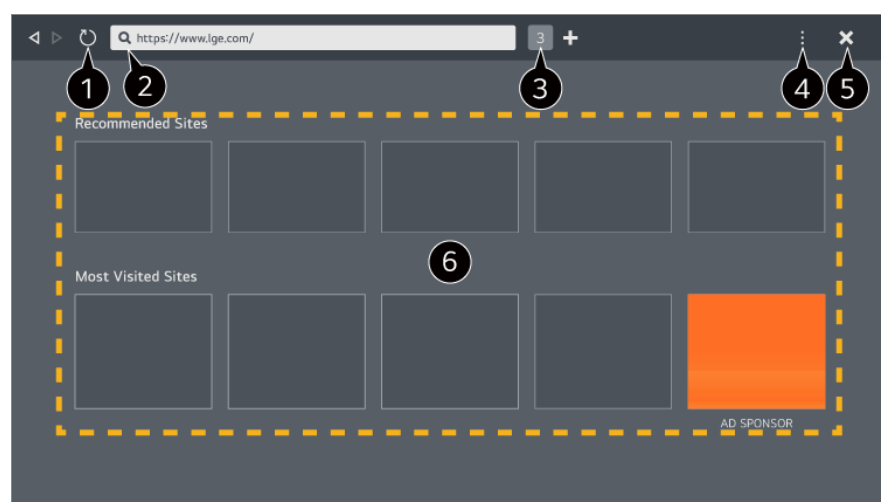 https://www.lge.com/ 3
1 2 3 4 5
Recommended Sites
6
Most Visited Sites
AD SPONSOR